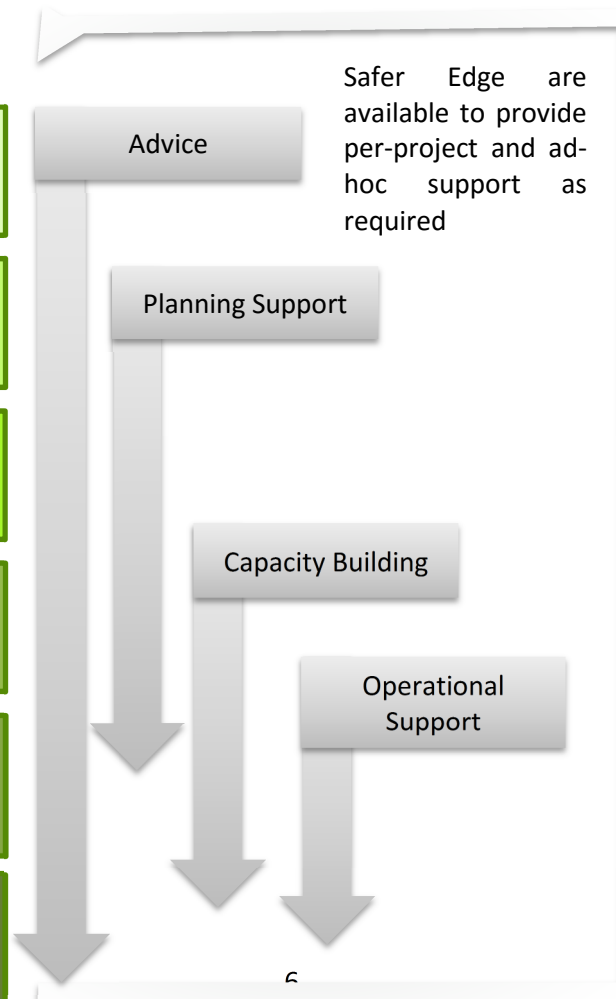 Safer Edge are
available to provide
per-project and ad-
hoc support as
required
Advice
Planning Support
Capacity Building
Operational
Support
6